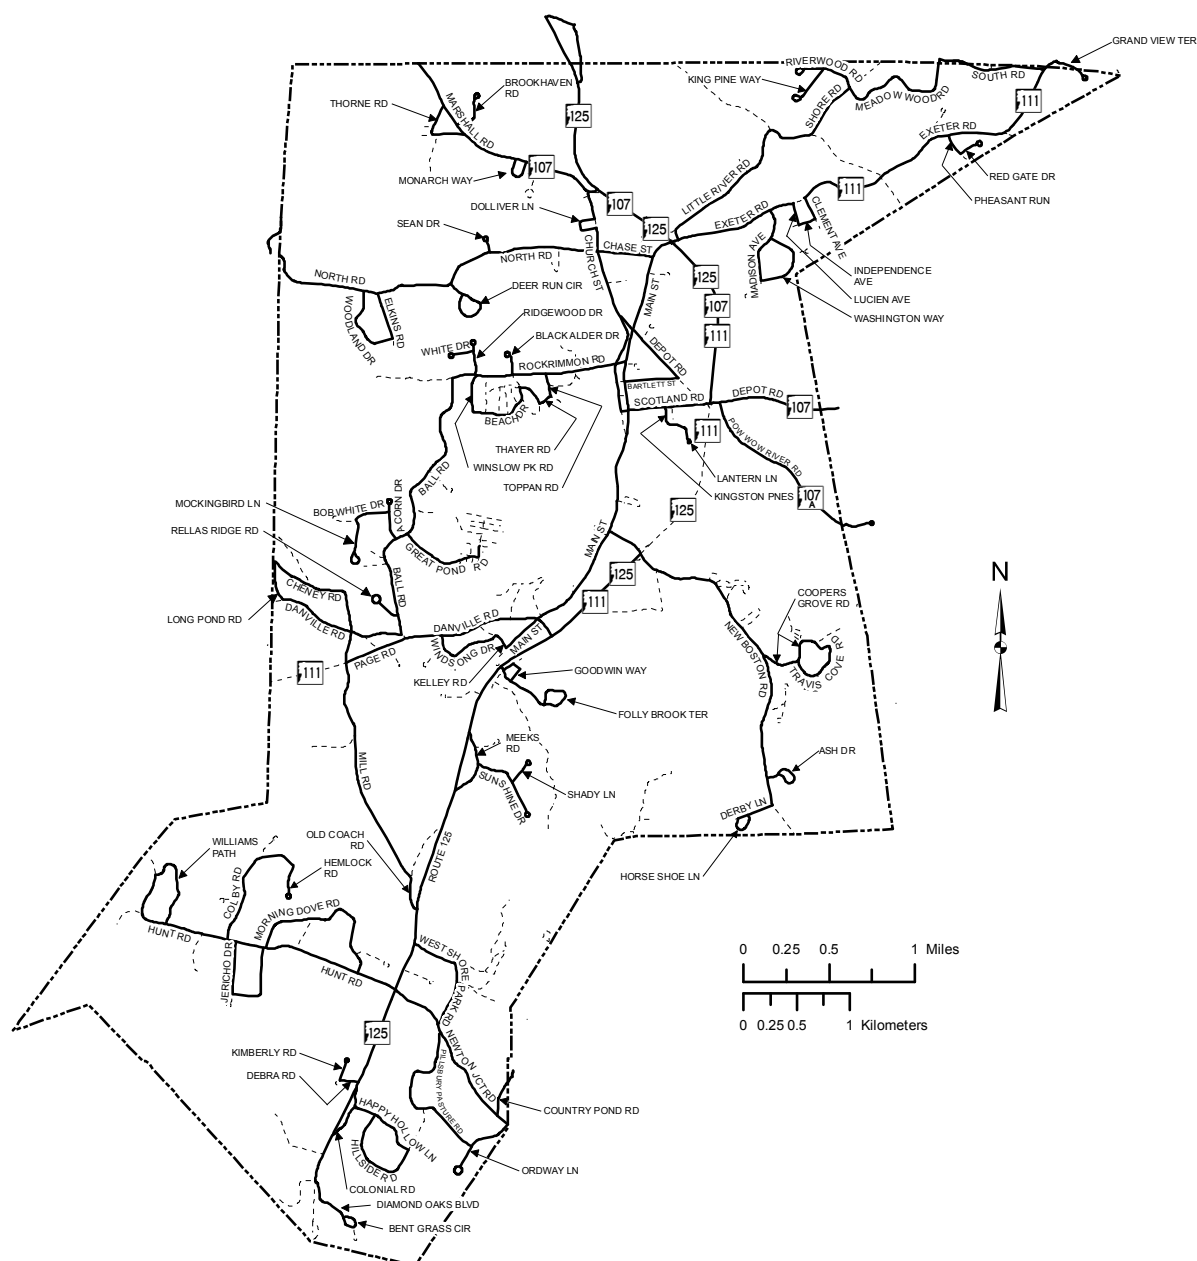 GRAND VIEW TER
RIVERWOOD RD
KING PINE WAY
SOUTH RD
BROOKHAVEN
RD
THORNE RD
MARSHALL RD
125
SHORE RD
MEADOWWOOD RD
111
EXETER RD
MONARCH WAY
107
LITTLE RIVER RD
111
RED GATE DR
PHEASANT RUN
DOLLIVER LN
107
125
EXETER RD
CLEMENT AVE
SEAN DR
CHURCH ST
CHASE ST
NORTH RD
MADISON AVE
INDEPENDENCE
AVE
LUCIEN AVE
WASHINGTON WAY
NORTH RD
DEER RUN CIR
125
107
111
MAIN ST
WOODLAND DR
ELKINS RD
RIDGEWOOD DR
BLACKALDER DR
WHITE DR
ROCKRIMMON RD
DEPOT RD
BARTLETT ST
SCOTLAND RD
DEPOT RD
107
BEACH DR
THAYER RD
WINSLOW PK RD
TOPPAN RD
111
POW WOW RIVER RD
LANTERN LN
KINGSTON PNES
107
A
BALL RD
MOCKINGBIRD LN
BOB WHITE DR
ACORN DR
RELLAS RIDGE RD
GREAT POND RD
125
MAIN ST
BALL RD
125
111
CHENEY RD
LONG POND RD
DANVILLE RD
DANVILLE RD
COOPERS
GROVE RD
N
NEW BOSTON RD
TRAVIS COVE RD
111
PAGE RD
WINDSONG DR
MAIN ST
KELLEY RD
GOODWIN WAY
FOLLY BROOK TER
MEEKS
RD
ASH DR
MILL RD
SUNSHINE DR
SHADY LN
DERBY LN
OLD COACH
RD
ROUTE 125
HORSE SHOE LN
WILLIAMS
PATH
HEMLOCK
RD
COLBY RD
MORNING DOVE RD
HUNT RD
JERICHO DR
HUNT RD
WEST SHORE PARK RD
0 0.25 0.5 1 Miles
0 0.25 0.5 1 Kilometers
125
NEWTON JCT RD
KIMBERLY RD
DEBRA RD
PILLSBURY PASTURE RD
COUNTRY POND RD
HAPPY HOLLOW LN
HILLSIDE RD
ORDWAY LN
COLONIAL RD
DIAMOND OAKS BLVD
BENT GRASS CIR